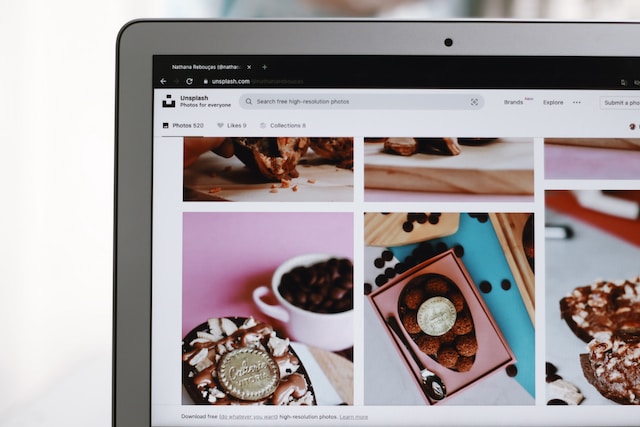 Nathana Rebouças (@nathan
unsplash.com/@nathanareboucas
Unsplash
Photos for everyone
Search free high-resolution photos
Brands New
Explore
Submit a pho
Photos 520
Likes 9
Collections 8
Download free (do whatever you want) high-resolution photos. Learn more